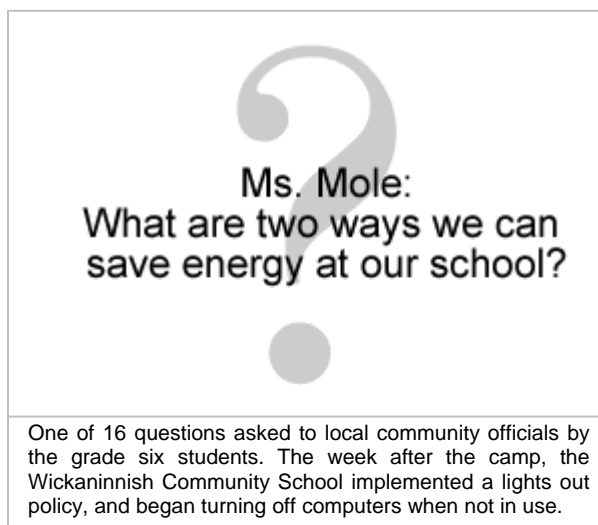 Ms. Mole:
What are two ways we can
save energy at our school?
One of 16 questions asked to local community officials by
the grade six students. The week after the camp, the
Wickaninnish Community School implemented a lights out
policy, and began turning off computers when not in use.